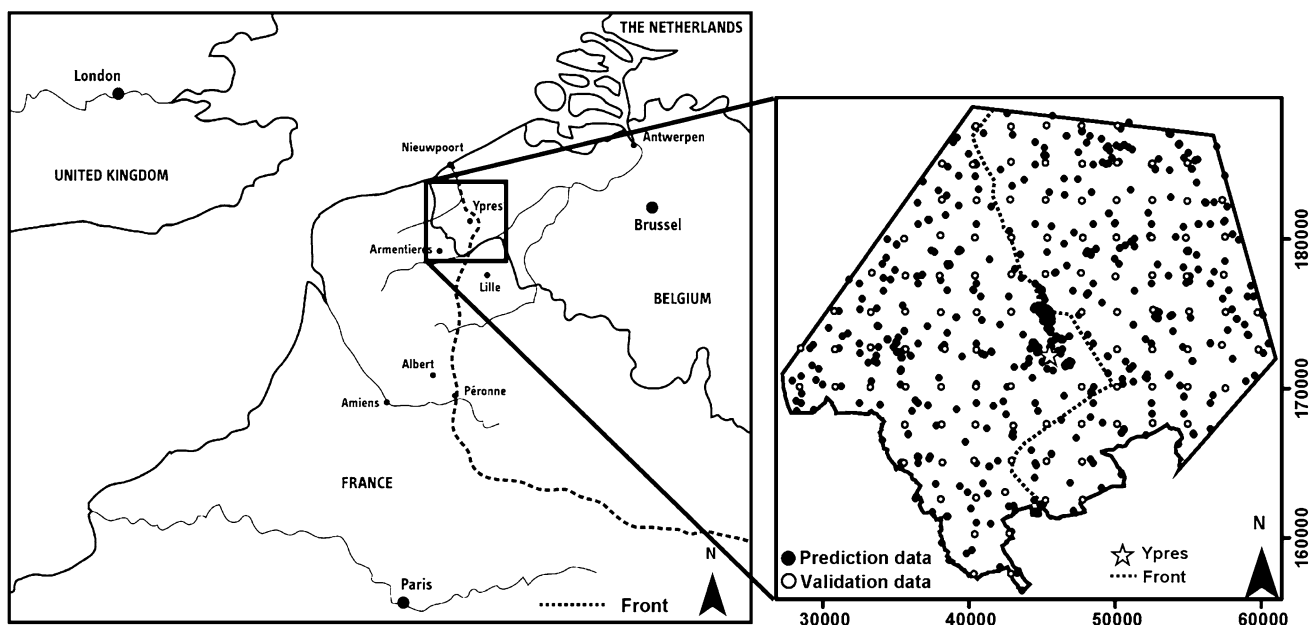 THE NETHERLANDS
London
Antwerpen
Nieuwpoort
UNITED KINGDOM
Ypres
Brussel
Armentieres
Lille
BELGIUM
Albert
Péronne
Amiens
FRANCE
N
Paris
Front
180000
170000
160000
N
Prediction data
Ypres
Validation data
Front
30000
40000
50000
60000